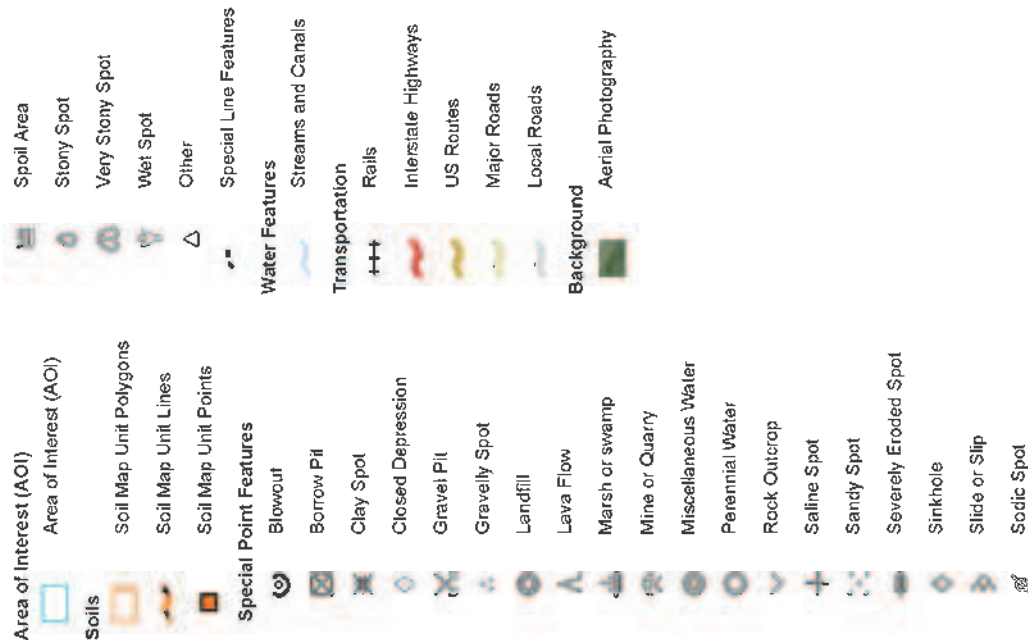 Area of Interest (AOI)
Area of Interest (AOI)
Soils
Soil Map Unit Polygons
Soil Map Unit Lines
Soil Map Unit Points
Special Point Features
Blowout
Borrow Pit
Clay Spot
Closed Depression
Gravel Pit
Gravelly Spot
Landfill
Lava Flow
Marsh or swamp
Mine or Quarry
Miscellaneous Water
Perennial Water
Rock Outcrop
Saline Spot
Sandy Spot
Severely Eroded Spot
Sinkhole
Slide or Slip
Sodic Spot
Spoil Area
Stony Spot
Very Stony Spot
Wet Spot
Other
Special Line Features
Water Features
Streams and Canals
Transportation
Rails
Interstate Highways
US Routes
Major Roads
Local Roads
Background
Aerial Photography